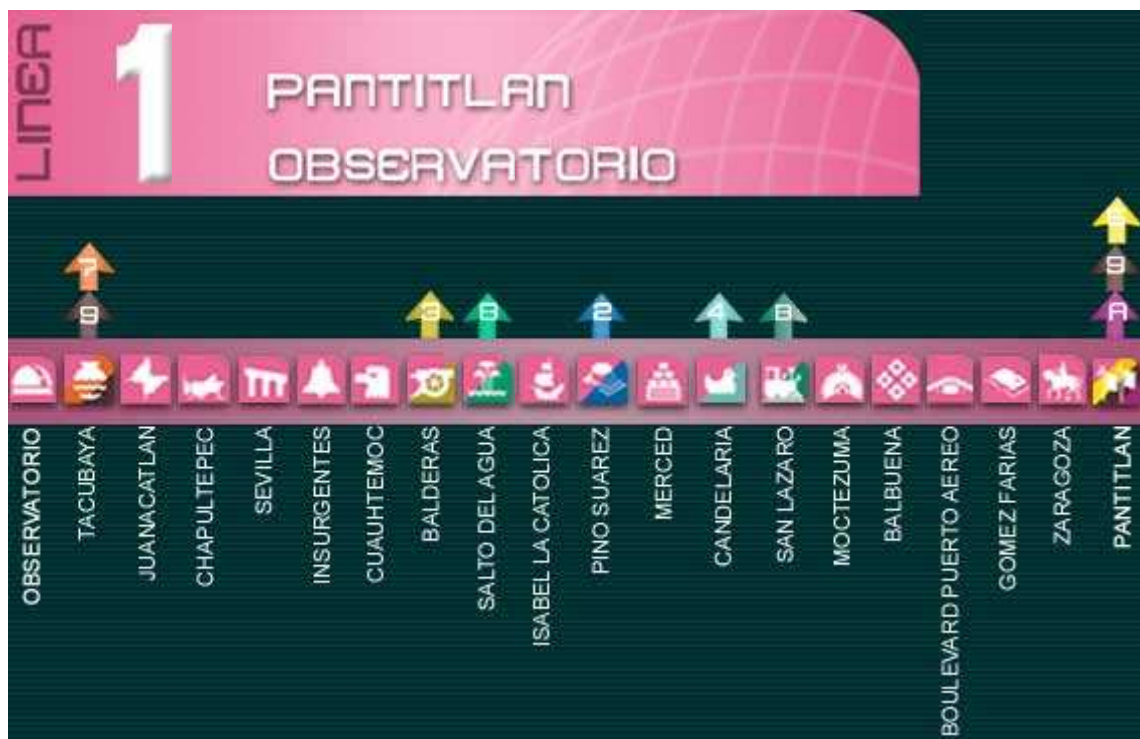 LINEA
1
PANTITLAN
OBSERVATORIO
7
9
8
2
4
B
9
A
OBSERVATORIO
TACUBAYA
JUANACATLAN
CHAPULTEPEC
SEVILLA
INSURGENTES
CUAUHTEMOC
BALDERAS
SALTO DEL AGUA
ISABEL LA CATOLICA
PINO SUAREZ
MERCED
CANDELARIA
SAN LAZARO
MOCTEZUMA
BALBUENA
BOULEVARD PUERTO AEREO
GOMEZ FARIAS
ZARAGOZA
PANTITLAN